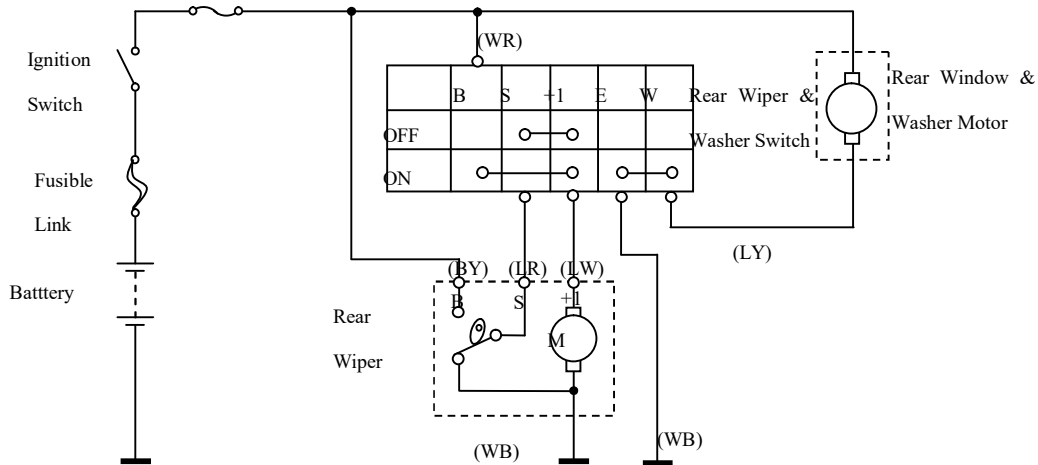 (WR)
Ignition
Switch
Rear Window &
Washer Motor
B S +1 E W
Rear Wiper &
Washer Switch
OFF
ON
Fusible
Link
(LY)
(BY) (LR) (LW)
Batttery
B S +1
Rear
Wiper
M
(WB)
(WB)